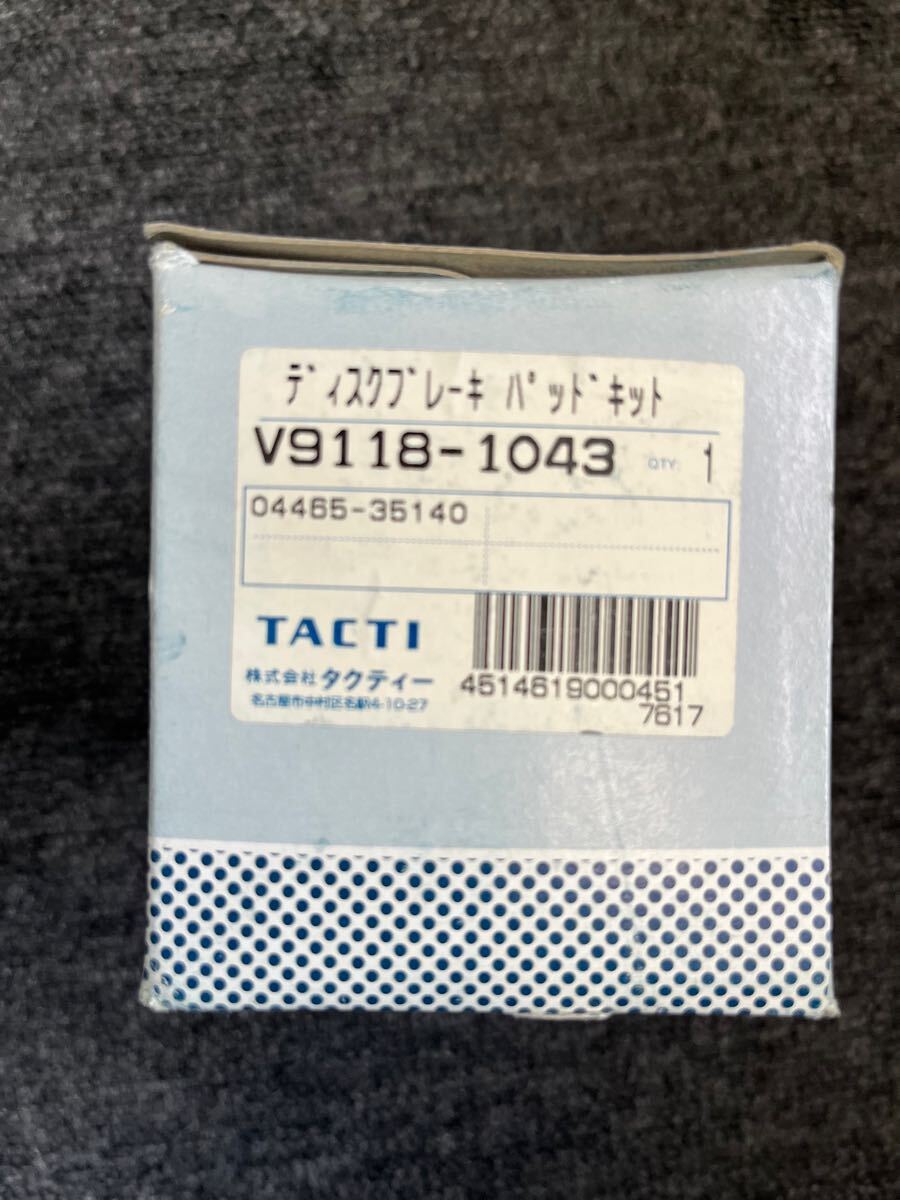 ﾃﾞｨｽｸﾌﾞﾚｰｷ ﾊﾟｯﾄﾞｷｯﾄ
V9118-1043 QTY: 1
04465-35140
TACTI
株式会社タクティー
名古屋市中村区名駅4-10-27
4514619000451
7617